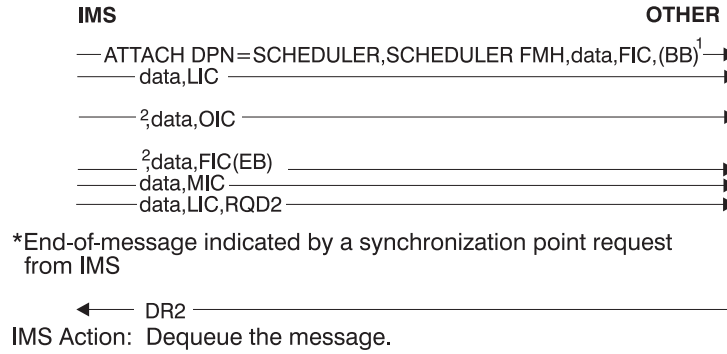 IMS OTHER
ATTACH DPN=SCHEDULER,SCHEDULER FMH,data,FIC,(BB)1
data,LIC
2,data,OIC
2,data,FIC(EB)
data,MIC
data,LIC,RQD2
*End-of-message indicated by a synchronization point request
from IMS
DR2
IMS Action: Dequeue the message.